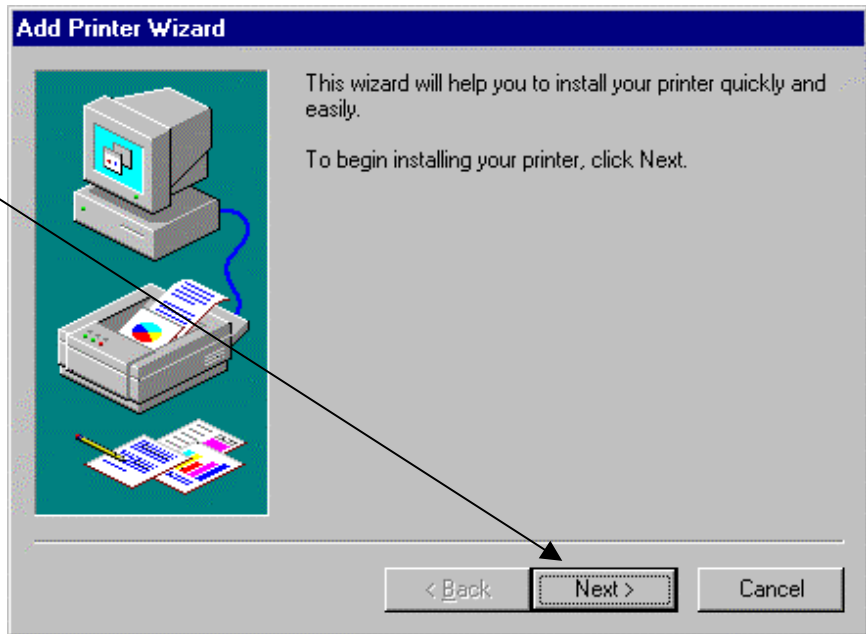 Add Printer Wizard
This wizard will help you to install your printer quickly and
easily.
To begin installing your printer, click Next.
< Back
Next >
Cancel